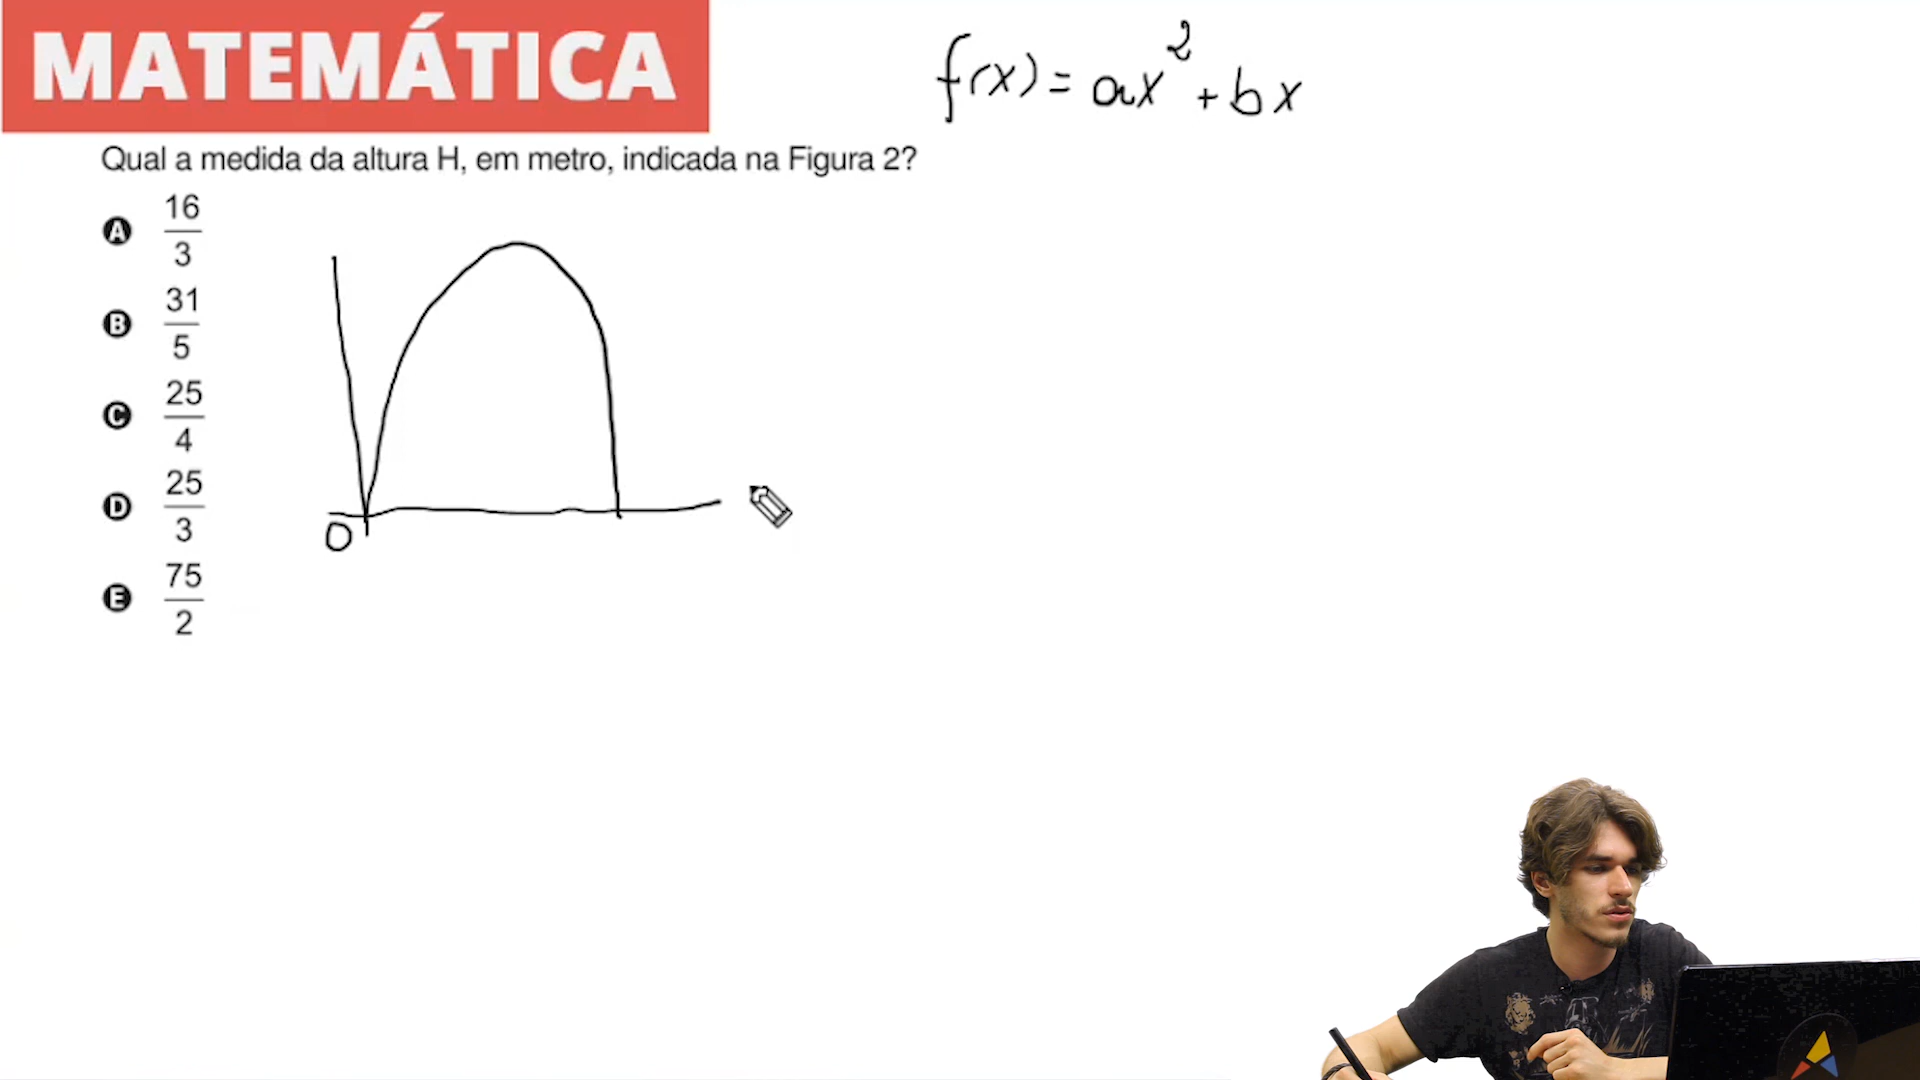 MATEMÁTICA
f(x) = ax² + bx
Qual a medida da altura H, em metro, indicada na Figura 2?
A 16/3
B 31/5
C 25/4
D 25/3
E 75/2
0